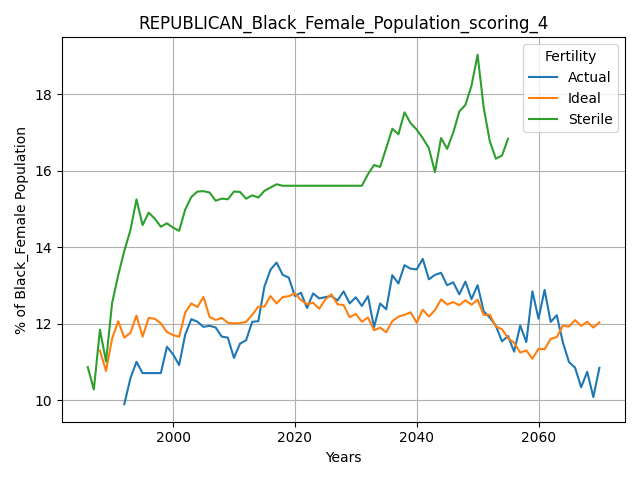 REPUBLICAN_Black_Female_Population_scoring_4
% of Black_Female Population
18
16
14
12
10
2000
2020
2040
2060
Years
Fertility
Actual
Ideal
Sterile